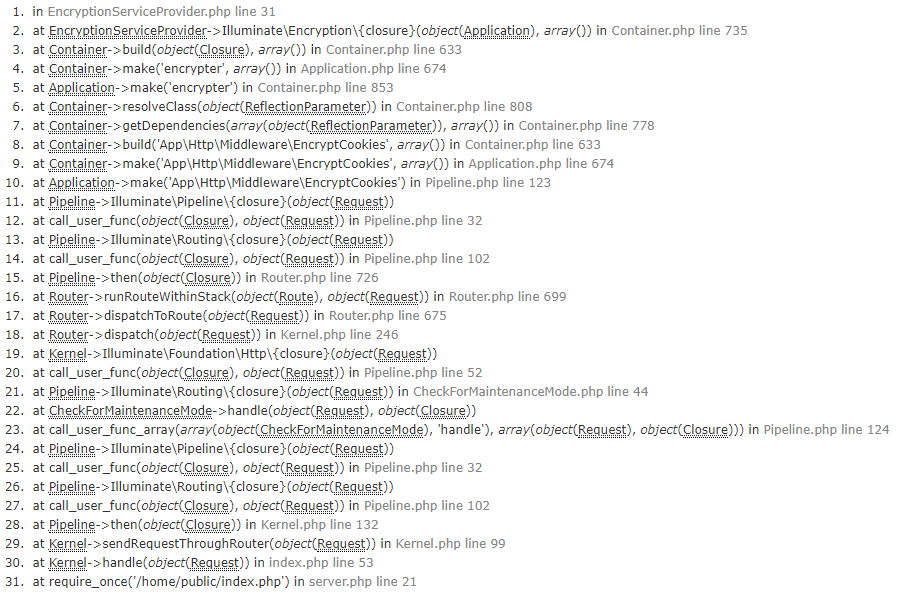 1. in EncryptionServiceProvider.php line 31
2. at EncryptionServiceProvider->Illuminate\Encryption\{closure}(object(Application), array()) in Container.php line 735
3. at Container->build(object(Closure), array()) in Container.php line 633
4. at Container->make('encrypter', array()) in Application.php line 674
5. at Application->make('encrypter') in Container.php line 853
6. at Container->resolveClass(object(ReflectionParameter)) in Container.php line 808
7. at Container->getDependencies(array(object(ReflectionParameter)), array()) in Container.php line 778
8. at Container->build('App\Http\Middleware\EncryptCookies', array()) in Container.php line 633
9. at Container->make('App\Http\Middleware\EncryptCookies', array()) in Application.php line 674
10. at Application->make('App\Http\Middleware\EncryptCookies') in Pipeline.php line 123
11. at Pipeline->Illuminate\Pipeline\{closure}(object(Request))
12. at call_user_func(object(Closure), object(Request)) in Pipeline.php line 32
13. at Pipeline->Illuminate\Routing\{closure}(object(Request))
14. at call_user_func(object(Closure), object(Request)) in Pipeline.php line 102
15. at Pipeline->then(object(Closure)) in Router.php line 726
16. at Router->runRouteWithinStack(object(Route), object(Request)) in Router.php line 699
17. at Router->dispatchToRoute(object(Request)) in Router.php line 675
18. at Router->dispatch(object(Request)) in Kernel.php line 246
19. at Kernel->Illuminate\Foundation\Http\{closure}(object(Request))
20. at call_user_func(object(Closure), object(Request)) in Pipeline.php line 52
21. at Pipeline->Illuminate\Routing\{closure}(object(Request)) in CheckForMaintenanceMode.php line 44
22. at CheckForMaintenanceMode->handle(object(Request), object(Closure))
23. at call_user_func_array(array(object(CheckForMaintenanceMode), 'handle'), array(object(Request), object(Closure))) in Pipeline.php line 124
24. at Pipeline->Illuminate\Pipeline\{closure}(object(Request))
25. at call_user_func(object(Closure), object(Request)) in Pipeline.php line 32
26. at Pipeline->Illuminate\Routing\{closure}(object(Request))
27. at call_user_func(object(Closure), object(Request)) in Pipeline.php line 102
28. at Pipeline->then(object(Closure)) in Kernel.php line 132
29. at Kernel->sendRequestThroughRouter(object(Request)) in Kernel.php line 99
30. at Kernel->handle(object(Request)) in index.php line 53
31. at require_once('/home/public/index.php') in server.php line 21